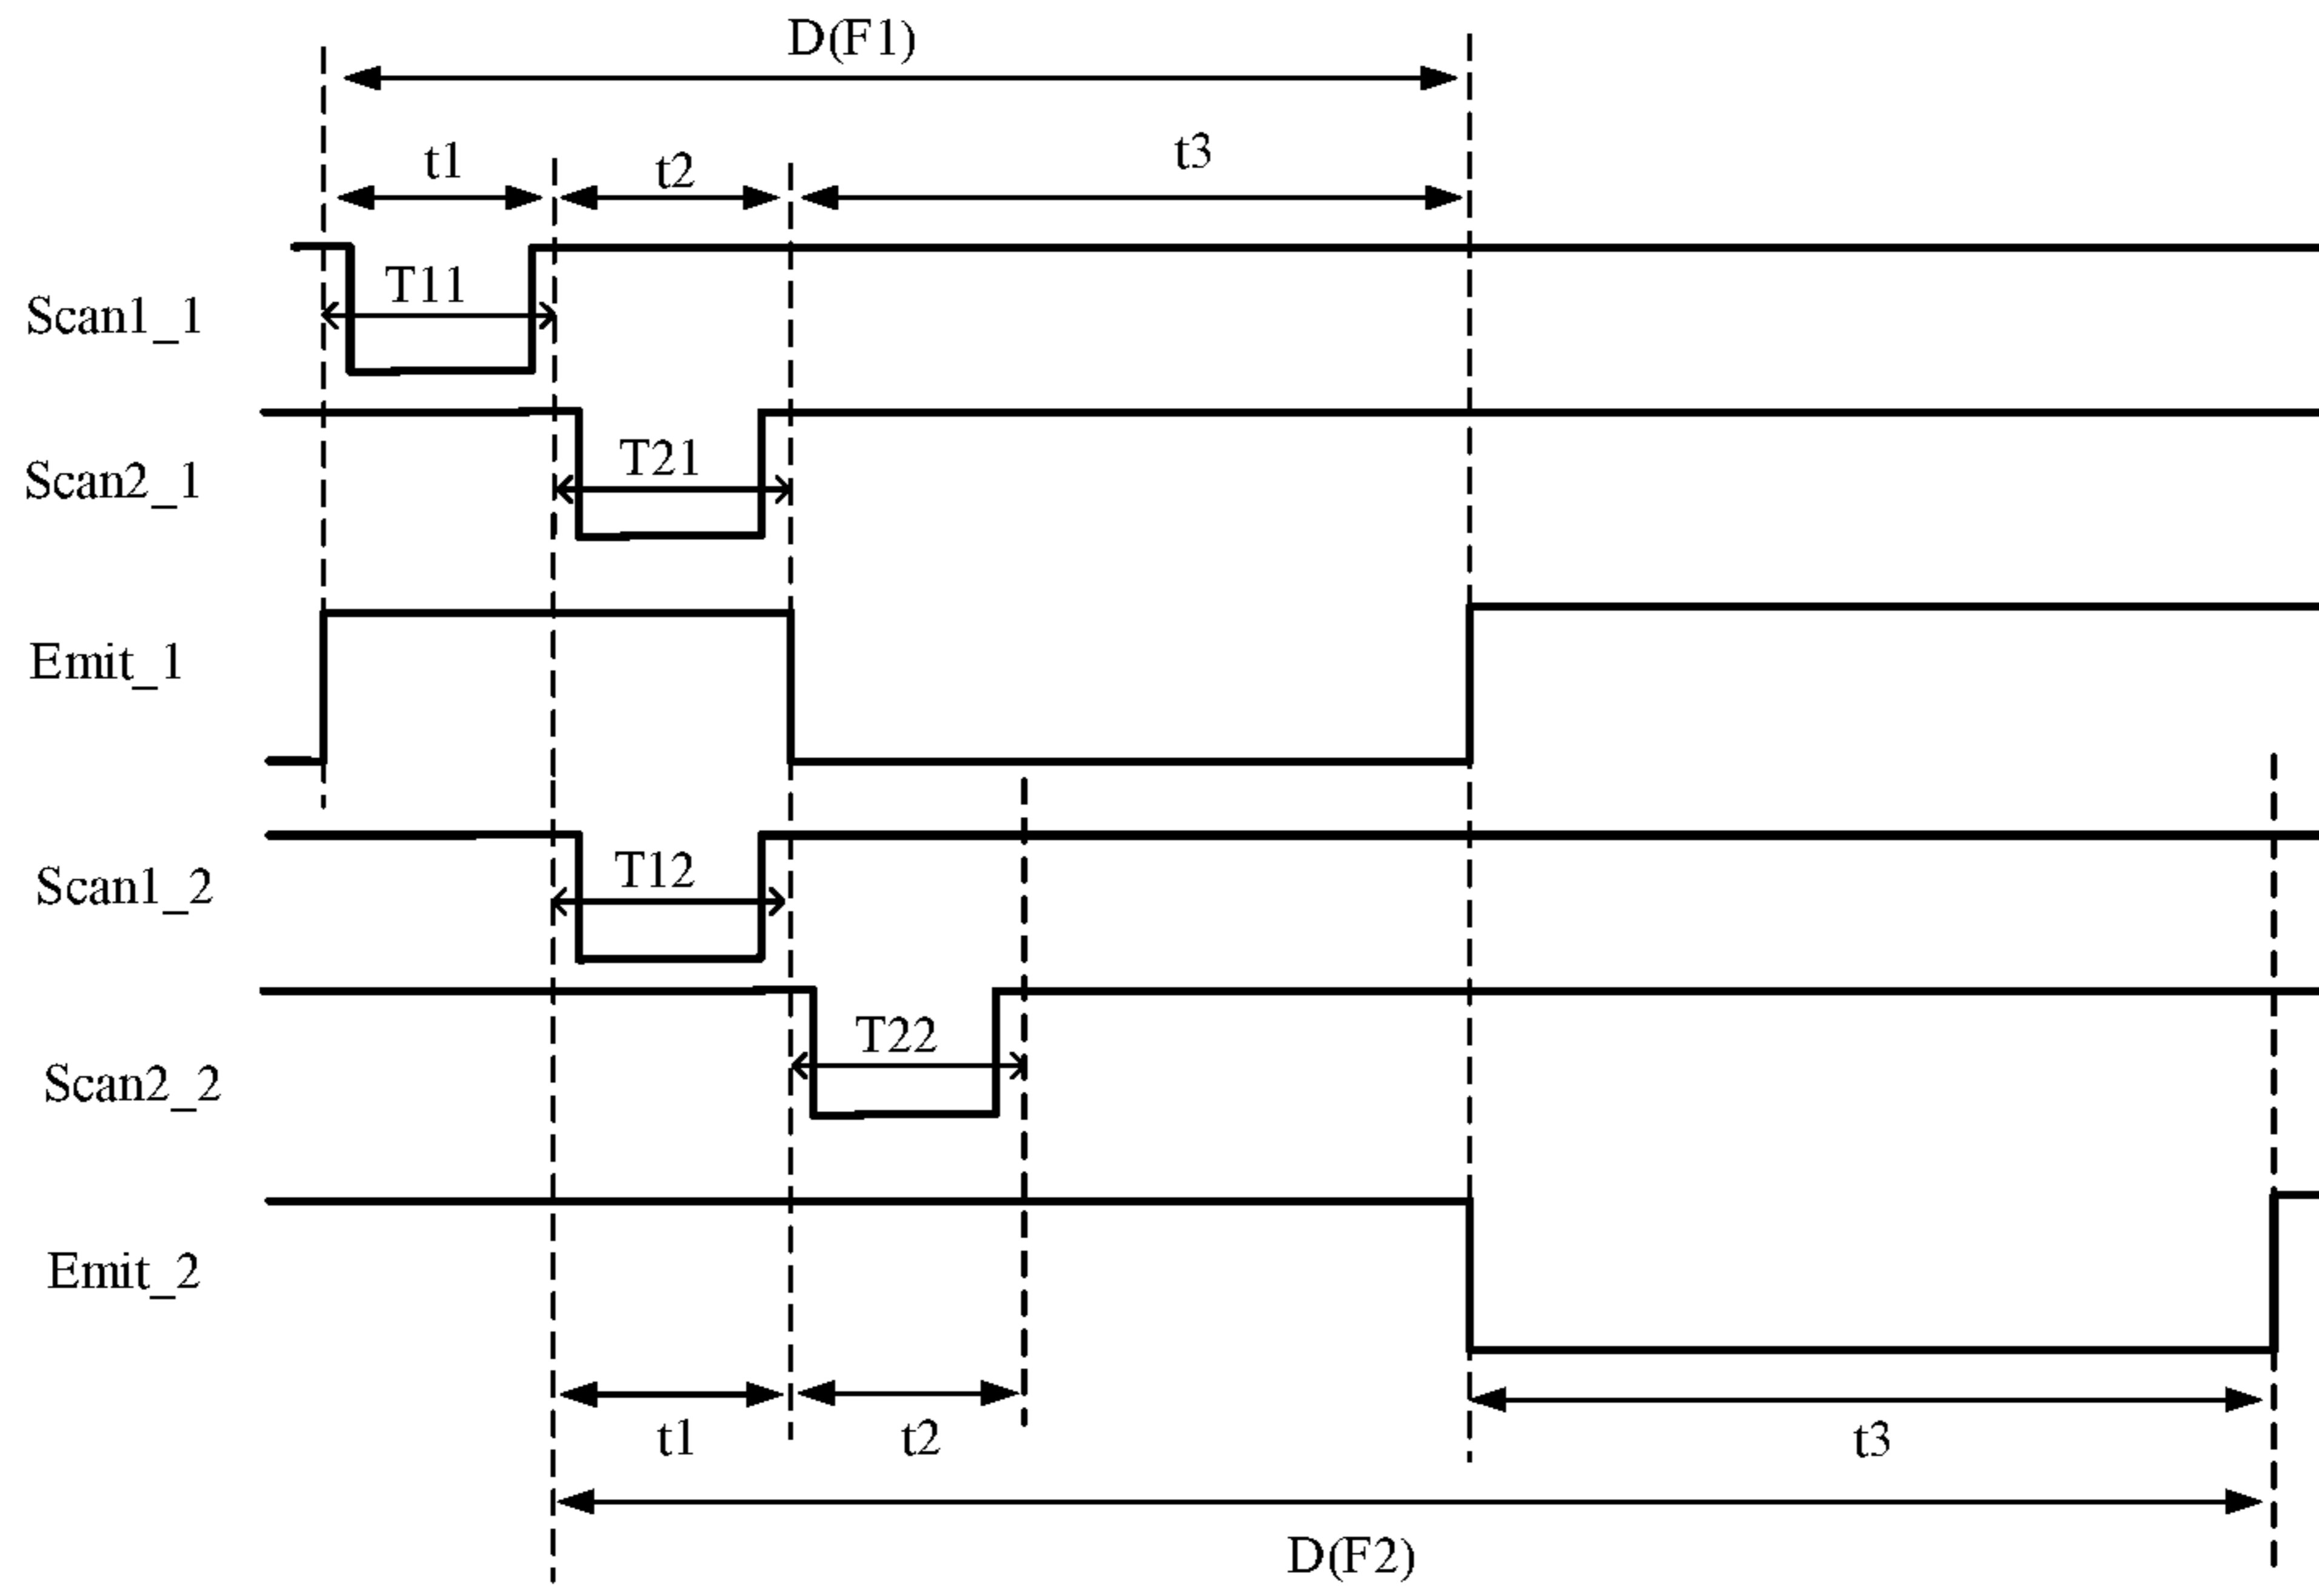 D(F1)
t1 t2 t3
Scan1_1 T11
Scan2_1 T21
Emit_1
Scan1_2 T12
Scan2_2 T22
Emit_2
t1 t2 t3
D(F2)